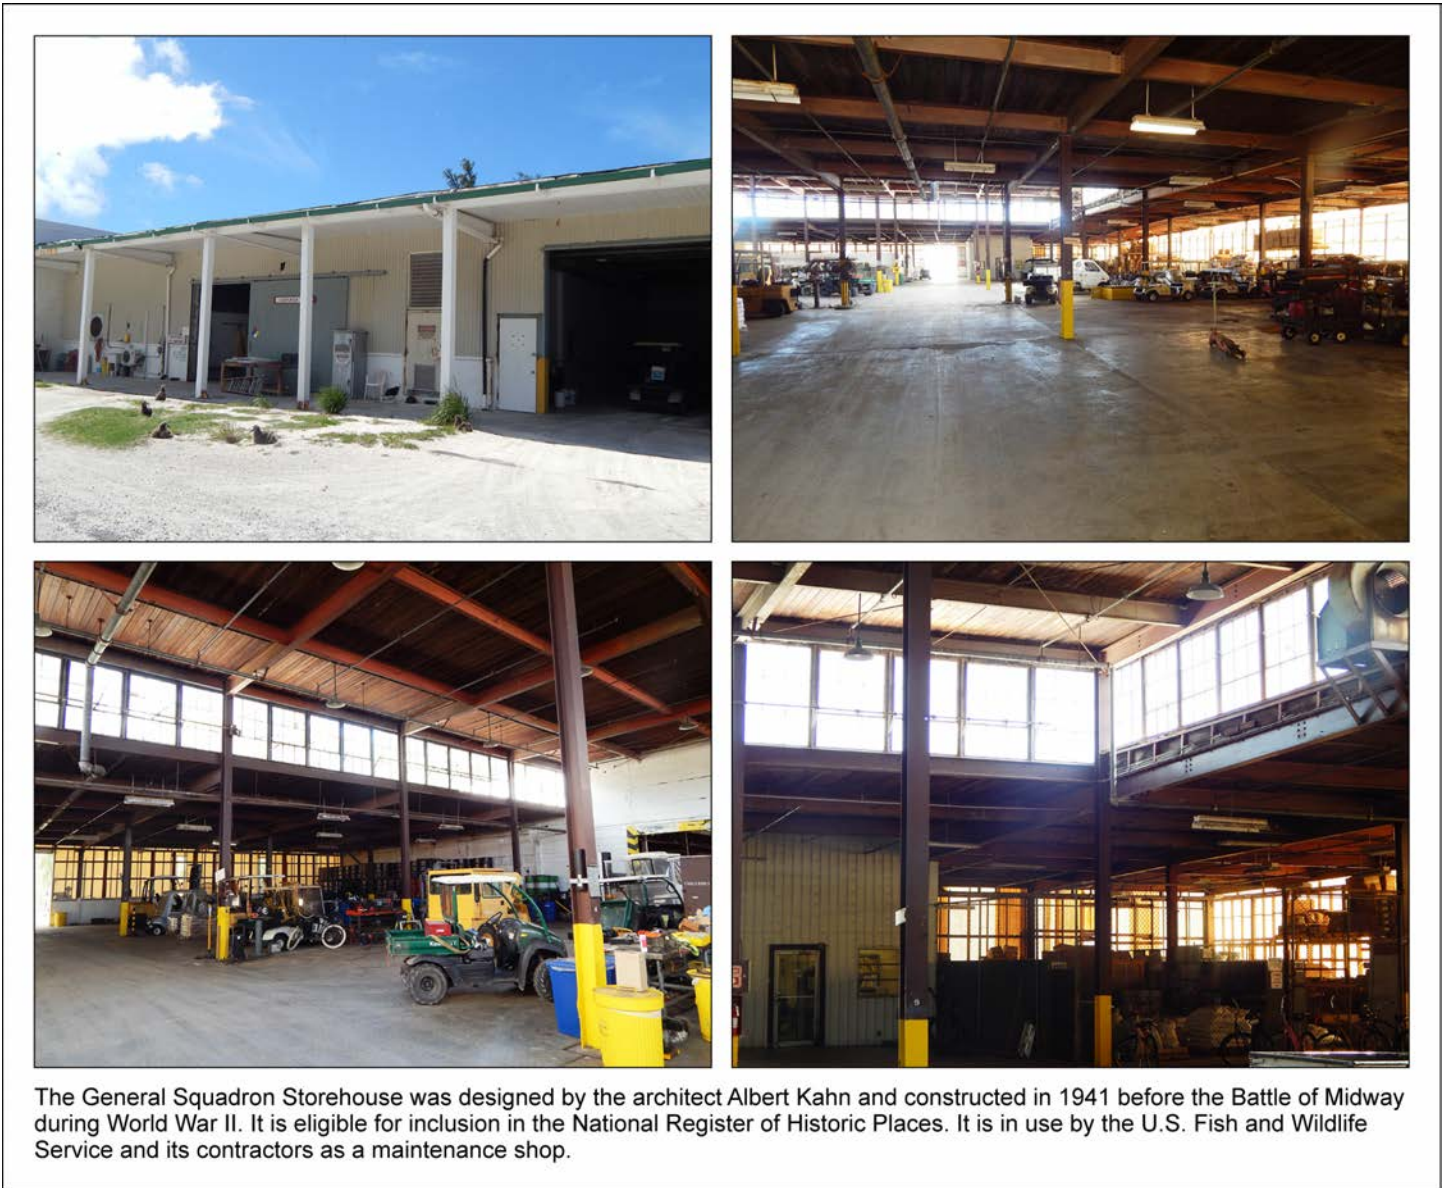 The General Squadron Storehouse was designed by the architect Albert Kahn and constructed in 1941 before the Battle of Midway
during World War II. It is eligible for inclusion in the National Register of Historic Places. It is in use by the U.S. Fish and Wildlife
Service and its contractors as a maintenance shop.